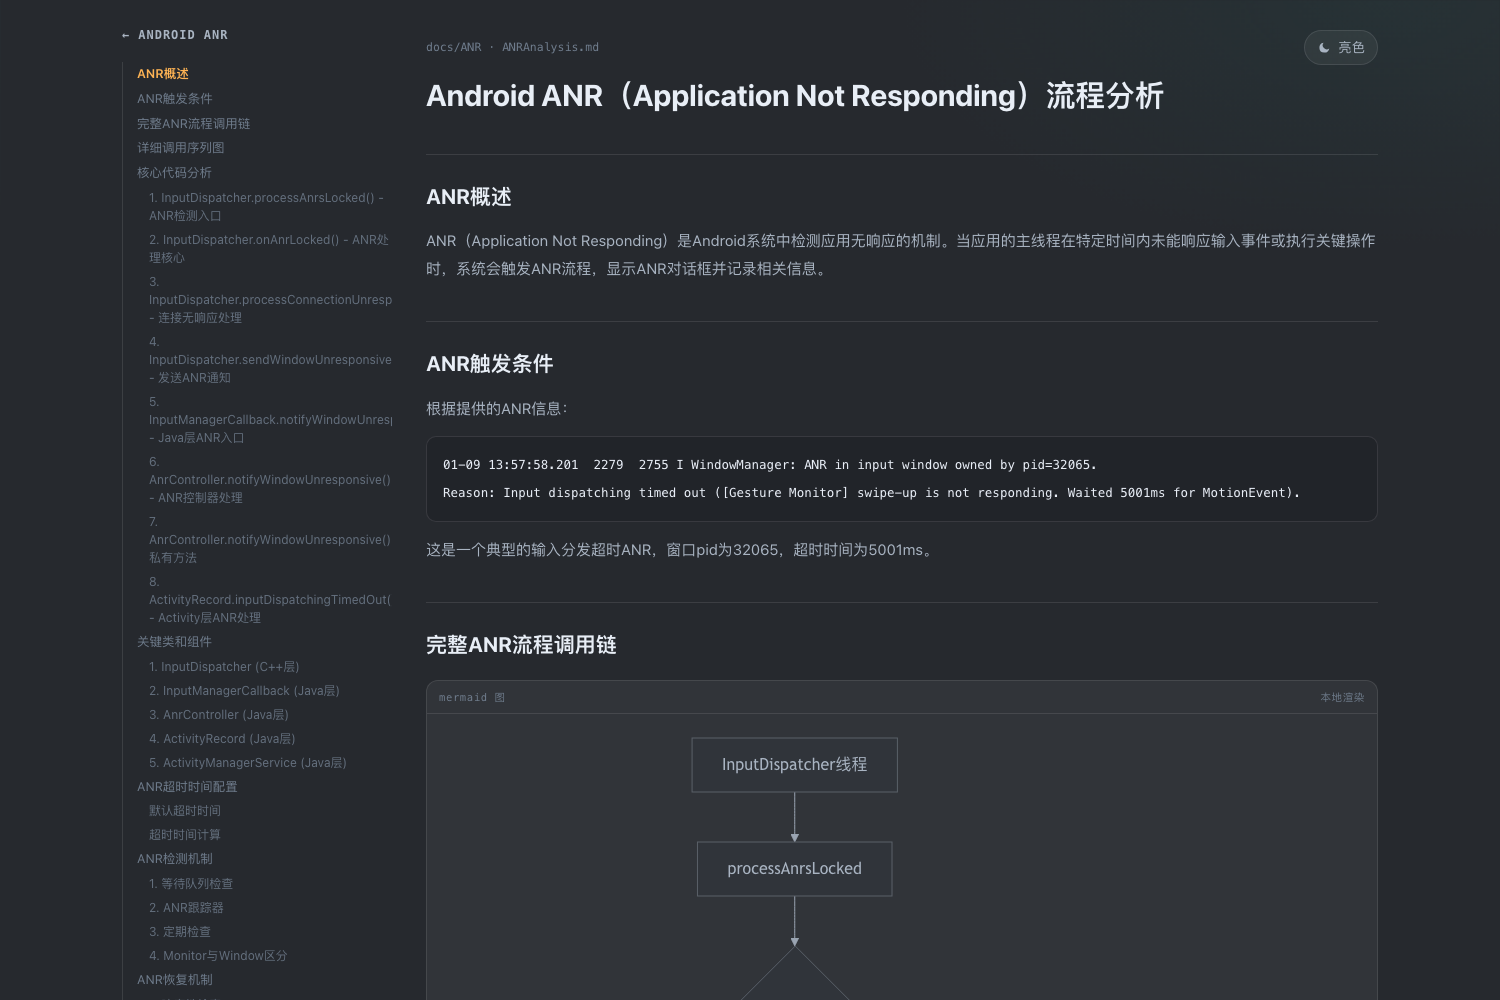 ← ANDROID ANR
ANR概述
ANR触发条件
完整ANR流程调用链
详细调用序列图
核心代码分析
1. InputDispatcher.processAnrsLocked() -
ANR检测入口
2. InputDispatcher.onAnrLocked() - ANR处
理核心
3.
InputDispatcher.processConnectionUnresp
- 连接无响应处理
4.
InputDispatcher.sendWindowUnresponsive
- 发送ANR通知
5.
InputManagerCallback.notifyWindowUnres
- Java层ANR入口
6.
AnrController.notifyWindowUnresponsive()
- ANR控制器处理
7.
AnrController.notifyWindowUnresponsive()
私有方法
8.
ActivityRecord.inputDispatchingTimedOut(
- Activity层ANR处理
关键类和组件
1. InputDispatcher (C++层)
2. InputManagerCallback (Java层)
3. AnrController (Java层)
4. ActivityRecord (Java层)
5. ActivityManagerService (Java层)
ANR超时时间配置
默认超时时间
超时时间计算
ANR检测机制
1. 等待队列检查
2. ANR跟踪器
3. 定期检查
4. Monitor与Window区分
ANR恢复机制
docs/ANR · ANRAnalysis.md
亮色
Android ANR（Application Not Responding）流程分析
ANR概述
ANR（Application Not Responding）是Android系统中检测应用无响应的机制。当应用的主线程在特定时间内未能响应输入事件或执行关键操作
时，系统会触发ANR流程，显示ANR对话框并记录相关信息。
ANR触发条件
根据提供的ANR信息：
01-09 13:57:58.201  2279  2755 I WindowManager: ANR in input window owned by pid=32065.
Reason: Input dispatching timed out ([Gesture Monitor] swipe-up is not responding. Waited 5001ms for MotionEvent).
这是一个典型的输入分发超时ANR，窗口pid为32065，超时时间为5001ms。
完整ANR流程调用链
mermaid 图
本地渲染
InputDispatcher线程
processAnrsLocked